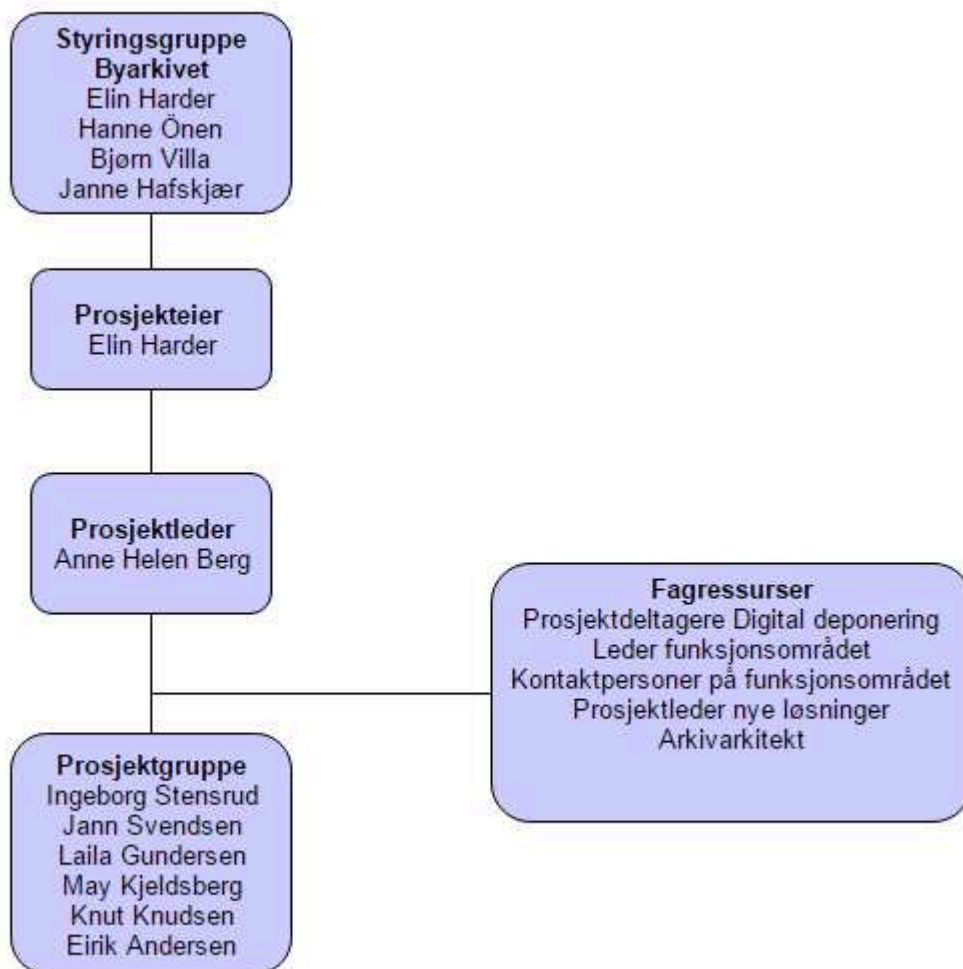 Styringsgruppe
Byarkivet
Elin Harder
Hanne Önen
Bjørn Villa
Janne Hafskjær
Prosjekteier
Elin Harder
Prosjektleder
Anne Helen Berg
Fagressurser
Prosjektdeltagere Digital deponering
Leder funksjonsområdet
Kontaktpersoner på funksjonsområdet
Prosjektleder nye løsninger
Arkivarkitekt
Prosjektgruppe
Ingeborg Stensrud
Jann Svendsen
Laila Gundersen
May Kjeldsberg
Knut Knudsen
Eirik Andersen